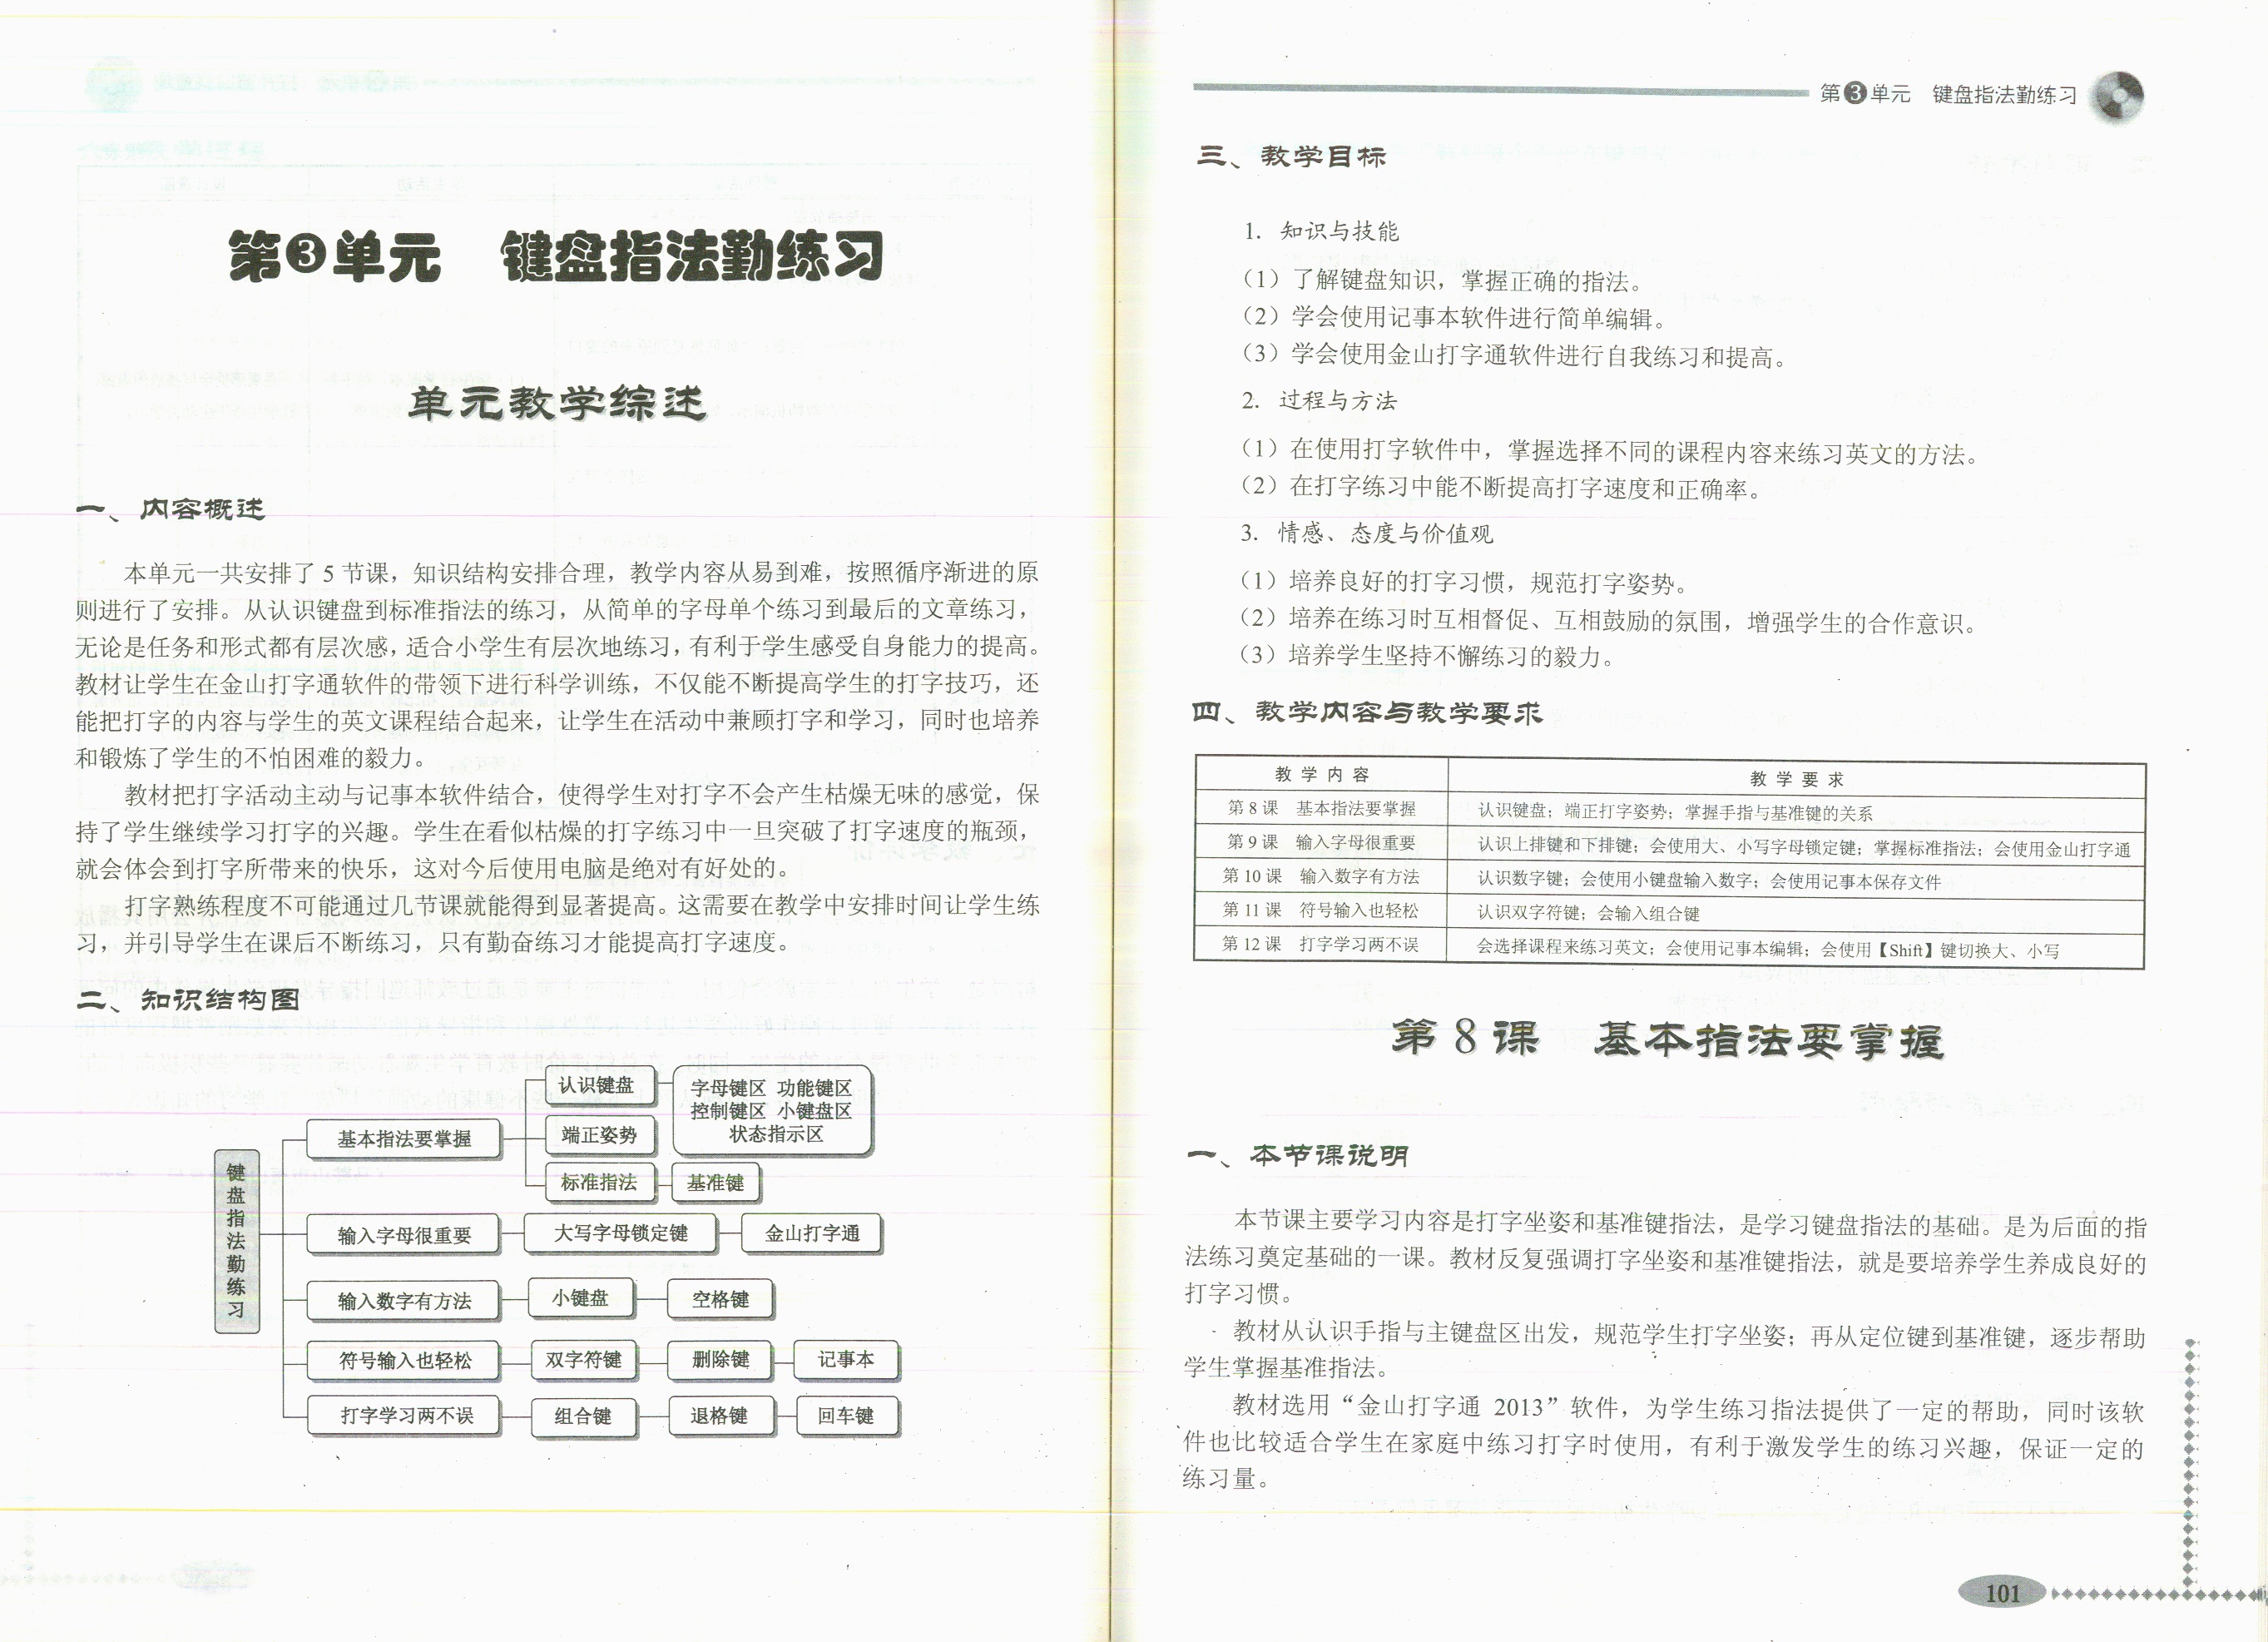 第3单元　键盘指法勤练习
单元教学综述
一、内容概述
本单元一共安排了 5 节课，知识结构安排合理，教学内容从易到难，按照循序渐进的原
则进行了安排。从认识键盘到标准指法的练习，从简单的字母单个练习到最后的文章练习，
无论是任务和形式都有层次感，适合小学生有层次地练习，有利于学生感受自身能力的提高。
教材让学生在金山打字通软件的带领下进行科学训练，不仅能不断提高学生的打字技巧，还
能把打字的内容与学生的英文课程结合起来，让学生在活动中兼顾打字和学习，同时也培养
和锻炼了学生的不怕困难的毅力。
教材把打字活动主动与记事本软件结合，使得学生对打字不会产生枯燥无味的感觉，保
持了学生继续学习打字的兴趣。学生在看似枯燥的打字练习中一旦突破了打字速度的瓶颈，
就会体会到打字所带来的快乐，这对今后使用电脑是绝对有好处的。
打字熟练程度不可能通过几节课就能得到显著提高。这需要在教学中安排时间让学生练
习，并引导学生在课后不断练习，只有勤奋练习才能提高打字速度。
二、知识结构图
键盘指法勤练习
基本指法要掌握
认识键盘
字母键区 功能键区
控制键区 小键盘区
状态指示区
端正姿势
标准指法 基准键
输入字母很重要 大写字母锁定键 金山打字通
输入数字有方法 小键盘 空格键
符号输入也轻松 双字符键 删除键 记事本
打字学习两不误 组合键 退格键 回车键
第3单元　键盘指法勤练习
三、教学目标
1. 知识与技能
（1）了解键盘知识，掌握正确的指法。
（2）学会使用记事本软件进行简单编辑。
（3）学会使用金山打字通软件进行自我练习和提高。
2. 过程与方法
（1）在使用打字软件中，掌握选择不同的课程内容来练习英文的方法。
（2）在打字练习中能不断提高打字速度和正确率。
3. 情感、态度与价值观
（1）培养良好的打字习惯，规范打字姿势。
（2）培养在练习时互相督促、互相鼓励的氛围，增强学生的合作意识。
（3）培养学生坚持不懈练习的毅力。
四、教学内容与教学要求
教学内容 教学要求
第 8 课　基本指法要掌握 认识键盘；端正打字姿势；掌握手指与基准键的关系
第 9 课　输入字母很重要 认识上排键和下排键；会使用大、小写字母锁定键；掌握标准指法；会使用金山打字通
第 10 课　输入数字有方法 认识数字键；会使用小键盘输入数字；会使用记事本保存文件
第 11 课　符号输入也轻松 认识双字符键；会输入组合键
第 12 课　打字学习两不误 会选择课程来练习英文；会使用记事本编辑；会使用【Shift】键切换大、小写
第 8 课　基本指法要掌握
一、本节课说明
本节课主要学习内容是打字坐姿和基准键指法，是学习键盘指法的基础。是为后面的指
法练习奠定基础的一课。教材反复强调打字坐姿和基准键指法，就是要培养学生养成良好的
打字习惯。
教材从认识手指与主键盘区出发，规范学生打字坐姿；再从定位键到基准键，逐步帮助
学生掌握基准指法。
教材选用“金山打字通 2013”软件，为学生练习指法提供了一定的帮助，同时该软
件也比较适合学生在家庭中练习打字时使用，有利于激发学生的练习兴趣，保证一定的
练习量。
101